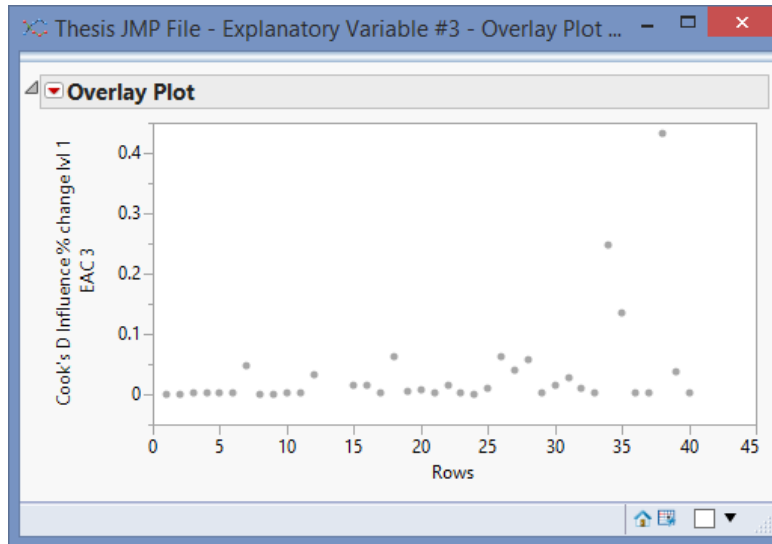 Thesis JMP File - Explanatory Variable #3 - Overlay Plot ...
Overlay Plot
Cook's D Influence % change lvl 1
EAC 3
0.4
0.3
0.2
0.1
0
0 5 10 15 20 25 30 35 40 45
Rows